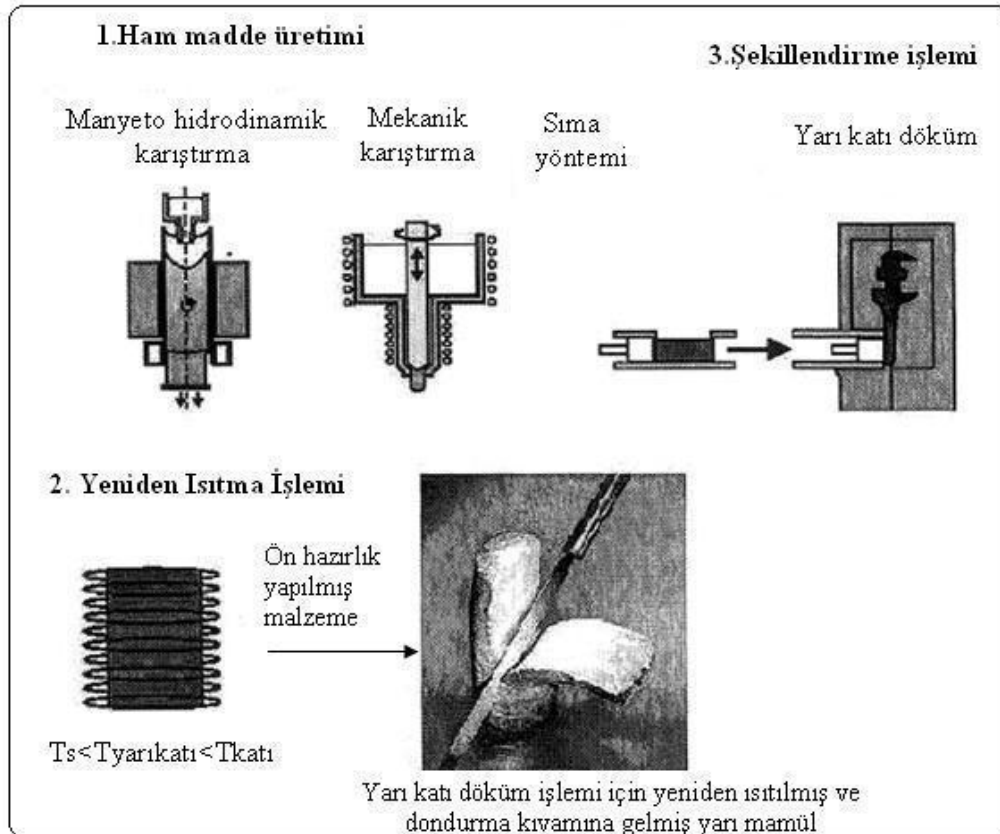 1.Ham madde üretimi
3.Şekillendirme işlemi
Manyeto hidrodinamik
karıştırma
Mekanik
karıştırma
Sıma
yöntemi
Yarı katı döküm
2. Yeniden Isıtma İşlemi
Ön hazırlık
yapılmış
malzeme
Ts<Tyarıkatı<Tkatı
Yarı katı döküm işlemi için yeniden ısıtılmış ve
dondurma kıvamına gelmiş yarı mamül